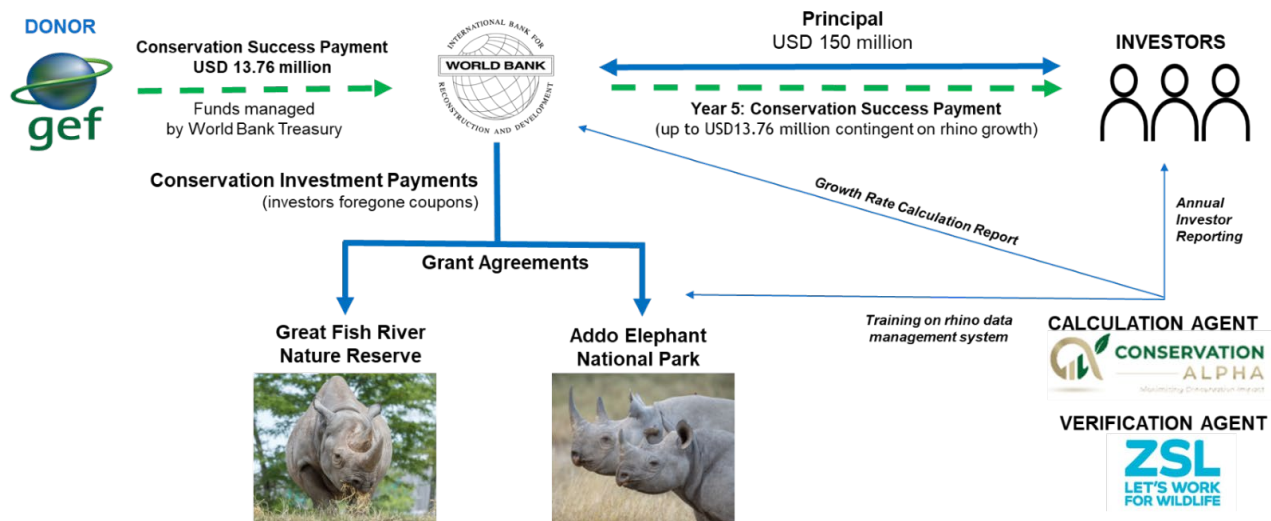 DONOR
gef
Conservation Success Payment
USD 13.76 million
Funds managed
by World Bank Treasury
INTERNATIONAL BANK FOR
WORLD BANK
RECONSTRUCTION AND DEVELOPMENT
Principal
USD 150 million
Year 5: Conservation Success Payment
(up to USD13.76 million contingent on rhino growth)
INVESTORS
Conservation Investment Payments
(investors foregone coupons)
Growth Rate Calculation Report
Annual
Investor
Reporting
Grant Agreements
Training on rhino data
management system
Great Fish River
Nature Reserve
Addo Elephant
National Park
CALCULATION AGENT
CONSERVATION
ALPHA
Maximizing Conservation Impact
VERIFICATION AGENT
ZSL
LET'S WORK
FOR WILDLIFE